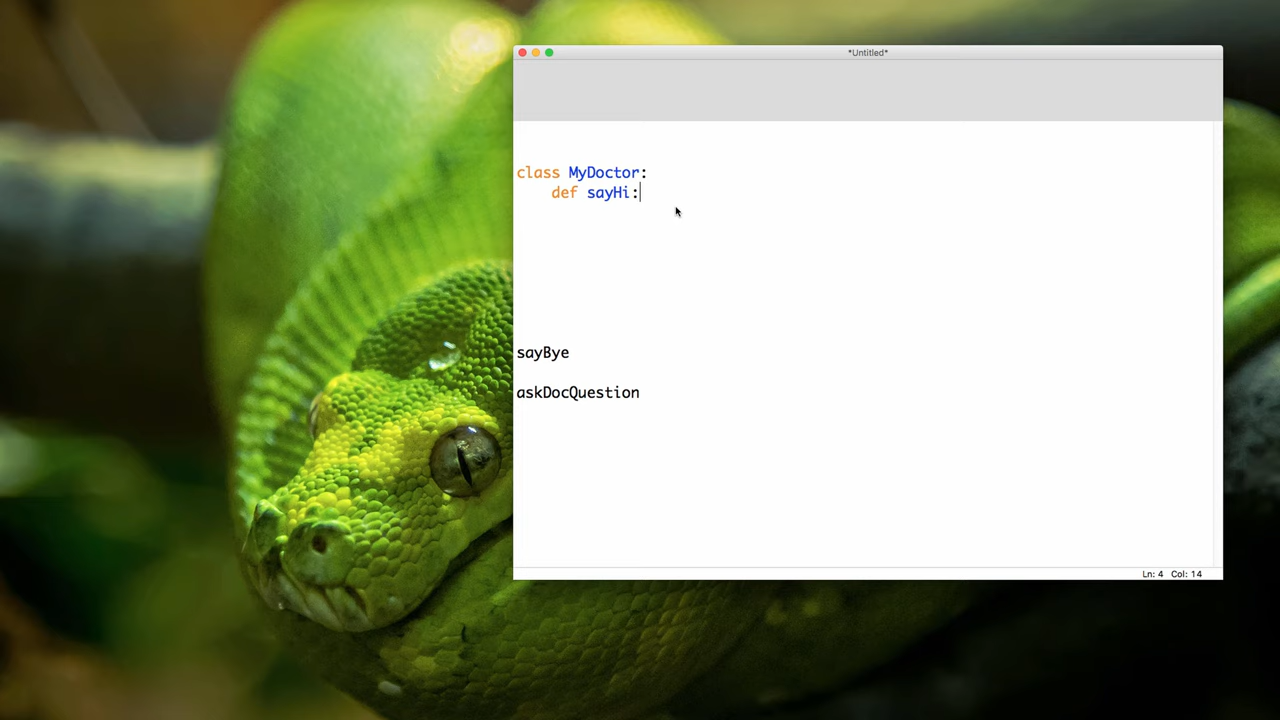 *Untitled*
class MyDoctor:
    def sayHi:
sayBye
askDocQuestion
Ln: 4 Col: 14